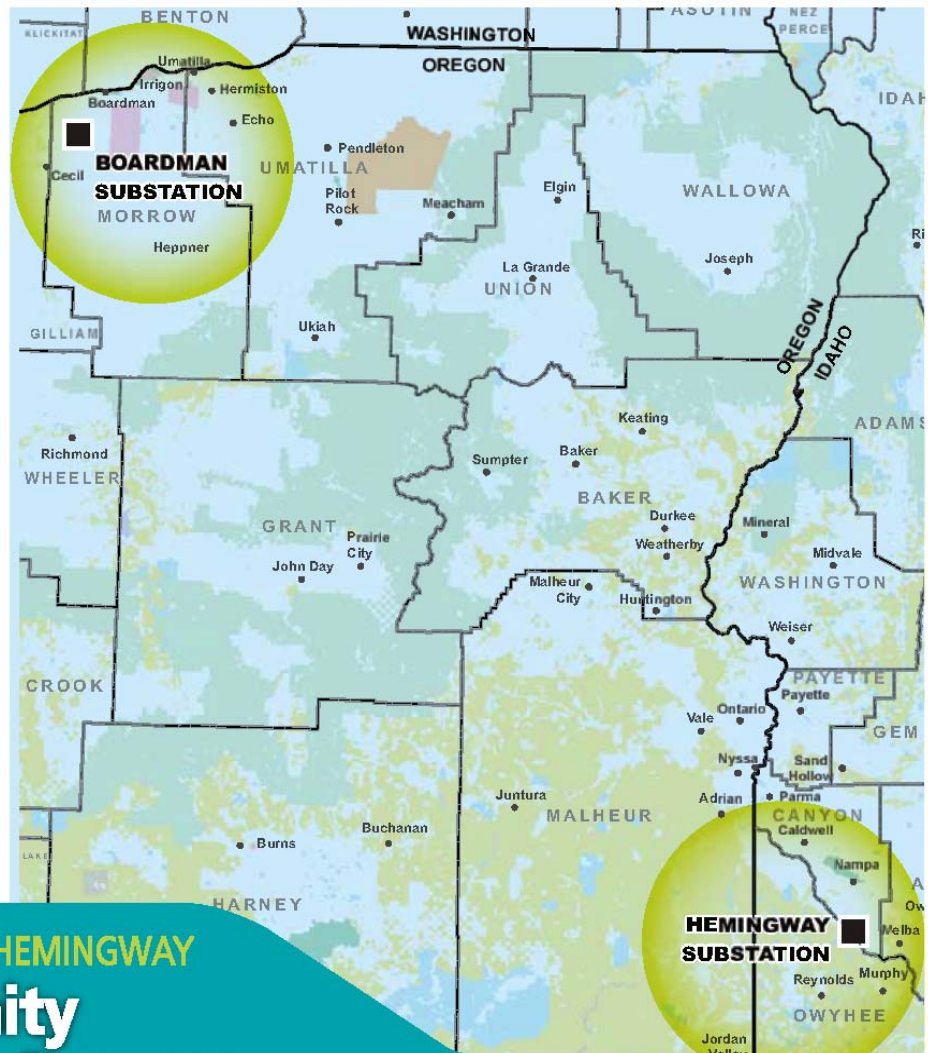 BENTON
ASOTIN
NEZ
PERCE
KLICKITAT
WASHINGTON
OREGON
Umatilla
Irrigon
Hermiston
Boardman
Echo
BOARDMAN
SUBSTATION
Cecil
MORROW
Heppner
Pendleton
UMATILLA
Pilot
Rock
Meacham
Elgin
WALLOWA
La Grande
UNION
Joseph
GILLIAM
Ukiah
OREGON
IDAHO
ADAMS
Keating
Richmond
WHEELER
Sumpter
Baker
BAKER
GRANT
Durkee
Weatherby
Mineral
Midvale
Prairie
City
John Day
Malheur
City
Huntington
WASHINGTON
Weiser
CROOK
PAYETTE
Payette
Ontario
Vale
GEM
Nyssa
Sand
Hollow
Juntura
MALHEUR
Adrian
Parma
CANYON
Caldwell
Burns
Buchanan
LAKE
Nampa
HARNEY
HEMINGWAY
SUBSTATION
Melba
Reynolds
Murphy
OWYHEE
Jordan
Valley
HEMINGWAY